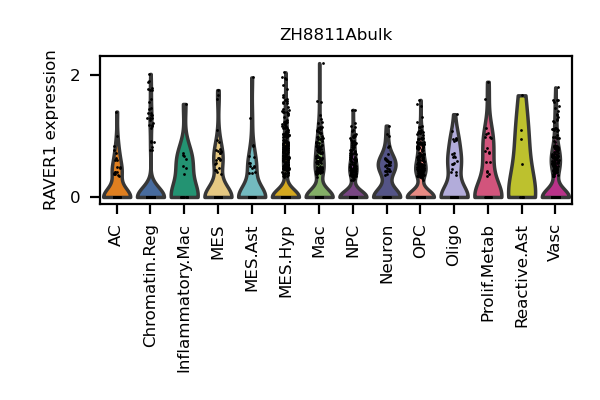 ZH8811Abulk
RAVER1 expression
2
0
AC
Chromatin.Reg
Inflammatory.Mac
MES
MES.Ast
MES.Hyp
Mac
NPC
Neuron
OPC
Oligo
Prolif.Metab
Reactive.Ast
Vasc